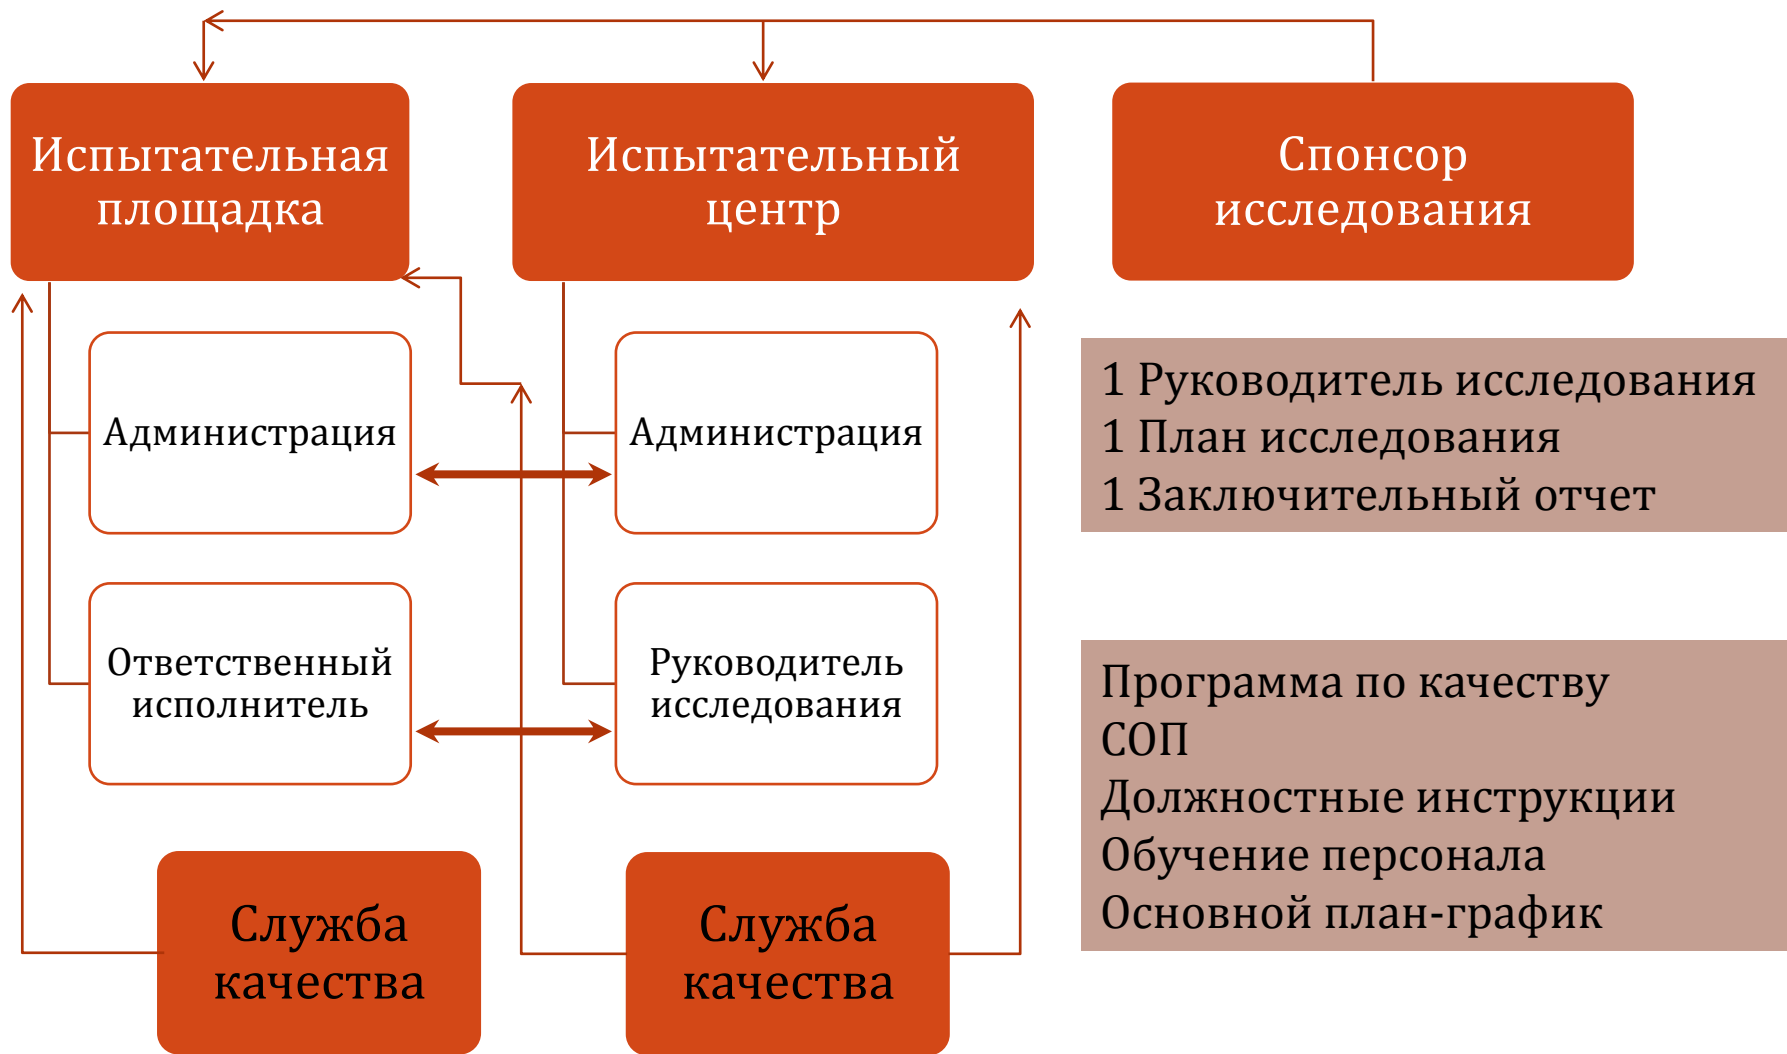 Испытательная
площадка
Испытательный
центр
Спонсор
исследования
Администрация
Администрация
Ответственный
исполнитель
Руководитель
исследования
Служба
качества
Служба
качества
1 Руководитель исследования
1 План исследования
1 Заключительный отчет
Программа по качеству
СОП
Должностные инструкции
Обучение персонала
Основной план-график